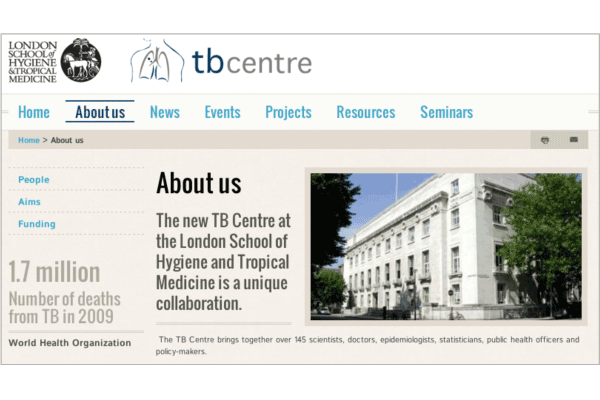 LONDON
SCHOOL of
HYGIENE
& TROPICAL
MEDICINE
tbcentre
Home About us News Events Projects Resources Seminars
Home > About us
People
Aims
Funding
1.7 million
Number of deaths
from TB in 2009
World Health Organization
About us
The new TB Centre at
the London School of
Hygiene and Tropical
Medicine is a unique
collaboration.
The TB Centre brings together over 145 scientists, doctors, epidemiologists, statisticians, public health officers and
policy-makers.